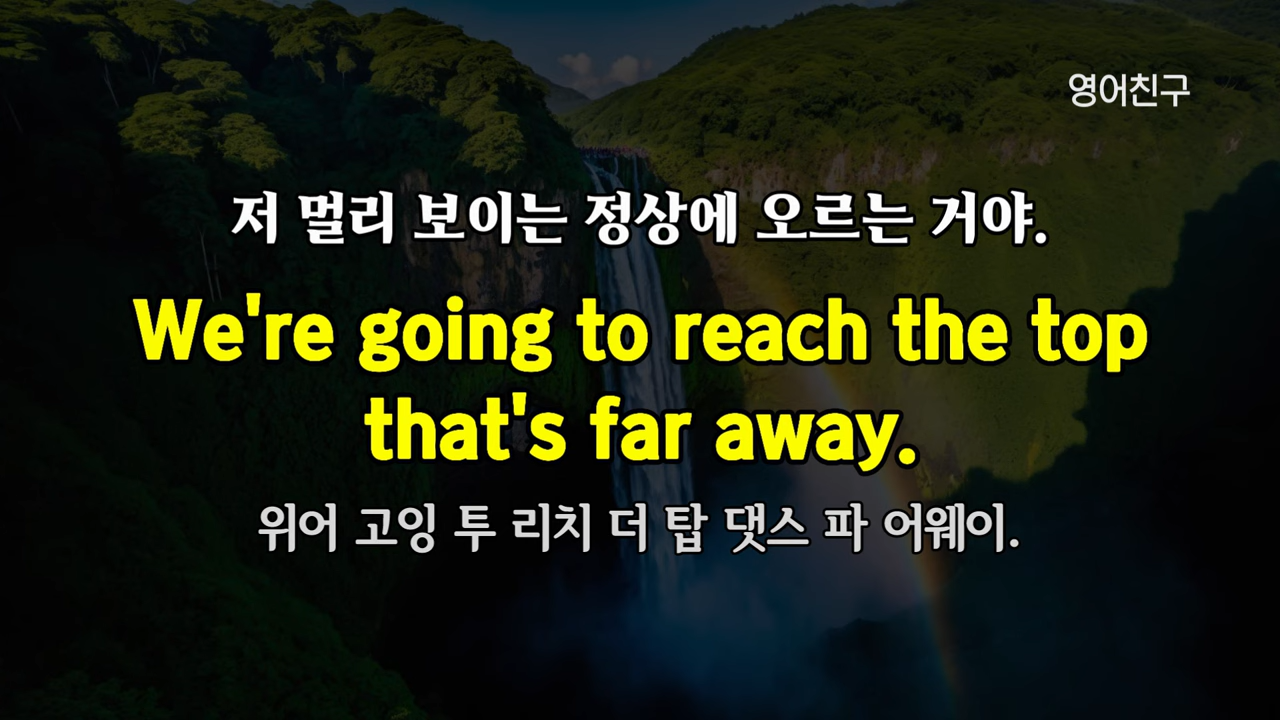 영어친구
저 멀리 보이는 정상에 오르는 거야.
We're going to reach the top
that's far away.
위어 고잉 투 리치 더 탑 댓스 파 어웨이.